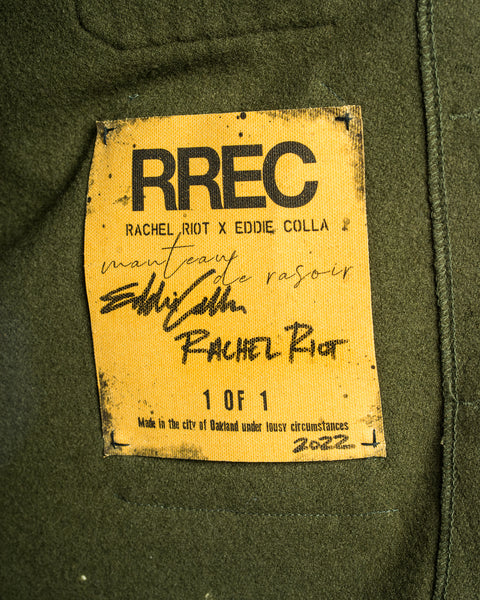 RREC
RACHEL RIOT X EDDIE COLLA
manteau
de rasoir
Eddie Colla
RACHEL RIOT
1 OF 1
Made in the city of Oakland under lousy circumstances
2022